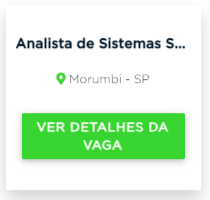 Analista de Sistemas S...
Morumbi - SP
VER DETALHES DA
VAGA